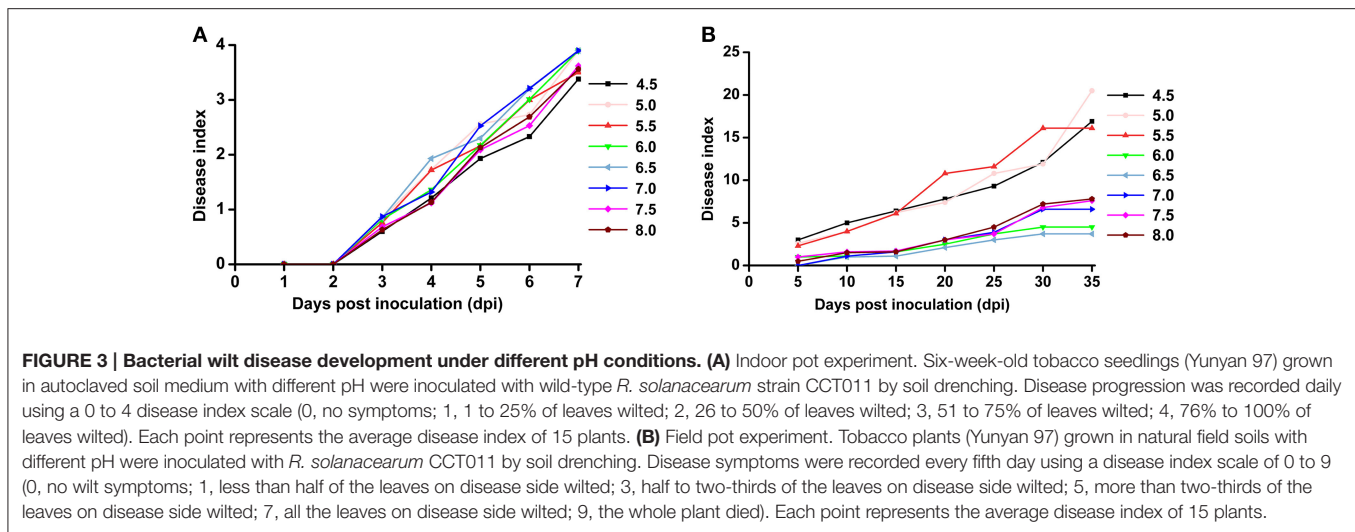 A
4
3
2
1
0
Disease index
0 1 2 3 4 5 6 7
Days post inoculation (dpi)
4.5
5.0
5.5
6.0
6.5
7.0
7.5
8.0
B
25
20
15
10
5
0
Disease index
0 5 10 15 20 25 30 35
Days post inoculation (dpi)
4.5
5.0
5.5
6.0
6.5
7.0
7.5
8.0
FIGURE 3 | Bacterial wilt disease development under different pH conditions. (A) Indoor pot experiment. Six-week-old tobacco seedlings (Yunyan 97) grown
in autoclaved soil medium with different pH were inoculated with wild-type R. solanacearum strain CCT011 by soil drenching. Disease progression was recorded daily
using a 0 to 4 disease index scale (0, no symptoms; 1, 1 to 25% of leaves wilted; 2, 26 to 50% of leaves wilted; 3, 51 to 75% of leaves wilted; 4, 76% to 100% of
leaves wilted). Each point represents the average disease index of 15 plants. (B) Field pot experiment. Tobacco plants (Yunyan 97) grown in natural field soils with
different pH were inoculated with R. solanacearum CCT011 by soil drenching. Disease symptoms were recorded every fifth day using a disease index scale of 0 to 9
(0, no wilt symptoms; 1, less than half of the leaves on disease side wilted; 3, half to two-thirds of the leaves on disease side wilted; 5, more than two-thirds of the
leaves on disease side wilted; 7, all the leaves on disease side wilted; 9, the whole plant died). Each point represents the average disease index of 15 plants.